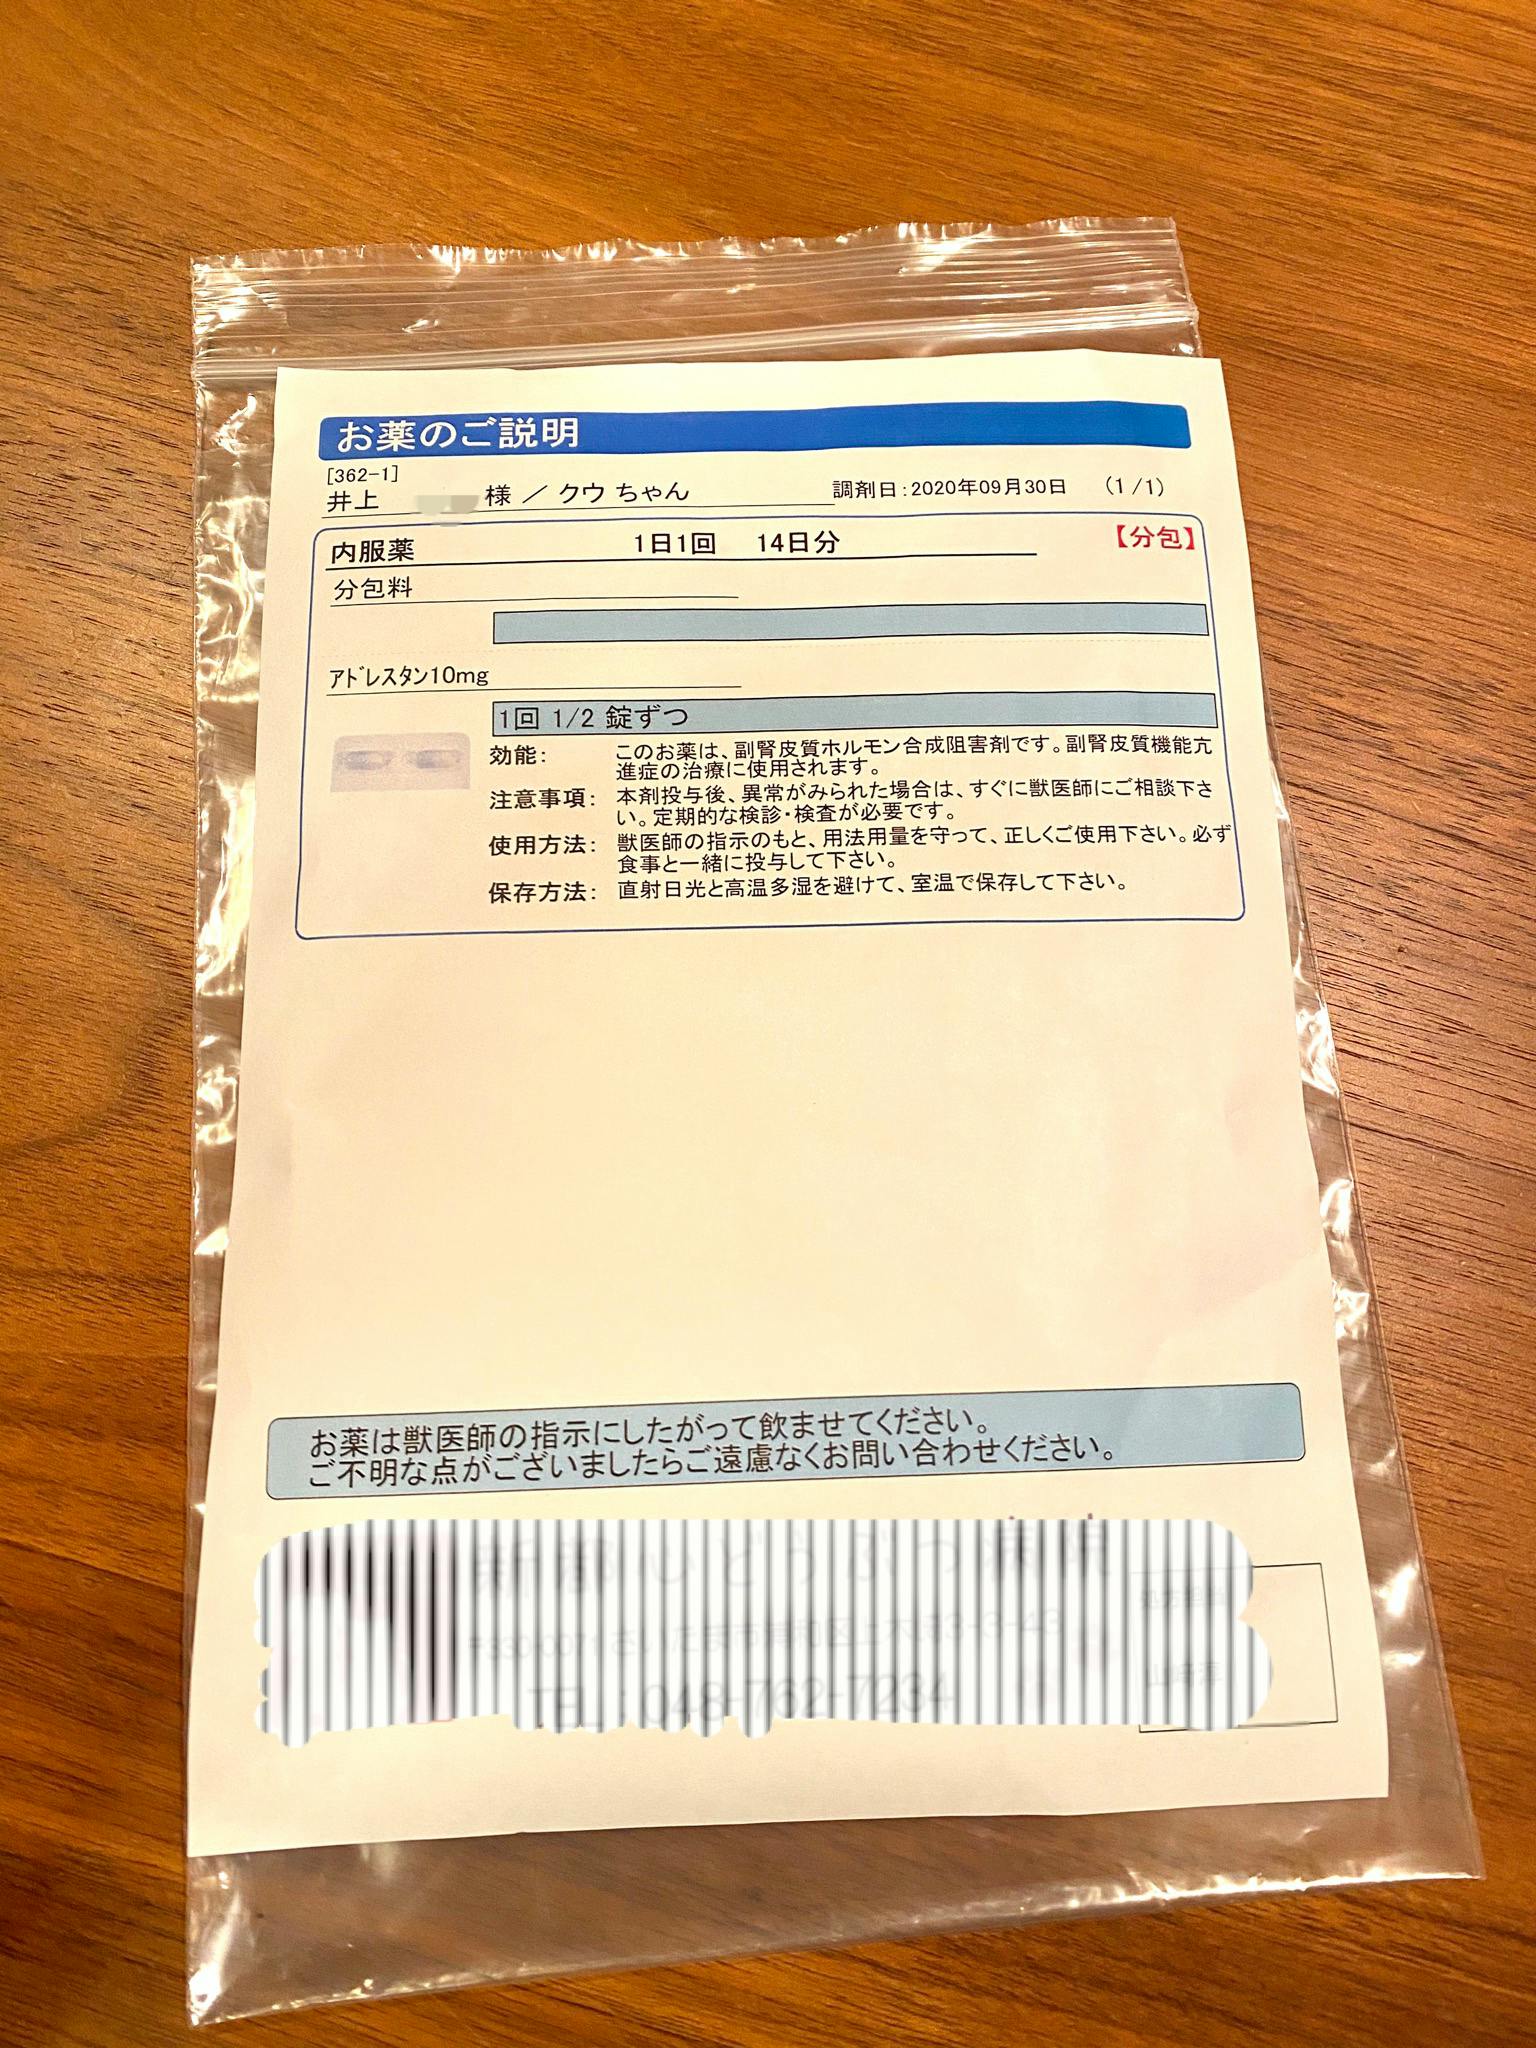 お薬のご説明
[362-1]
井上 様 ／ クウ ちゃん 調剤日：2020年09月30日 (1/1)
内服薬 1日1回 14日分 【分包】
分包料
ｱﾄﾞﾚｽﾀﾝ10mg
1回 1/2 錠ずつ
効能： このお薬は、副腎皮質ホルモン合成阻害剤です。副腎皮質機能亢
進症の治療に使用されます。
注意事項： 本剤投与後、異常がみられた場合は、すぐに獣医師にご相談下さ
い。定期的な検診・検査が必要です。
使用方法： 獣医師の指示のもと、用法用量を守って、正しくご使用下さい。必ず
食事と一緒に投与して下さい。
保存方法： 直射日光と高温多湿を避けて、室温で保存して下さい。
お薬は獣医師の指示にしたがって飲ませてください。
ご不明な点がございましたらご遠慮なくお問い合わせください。